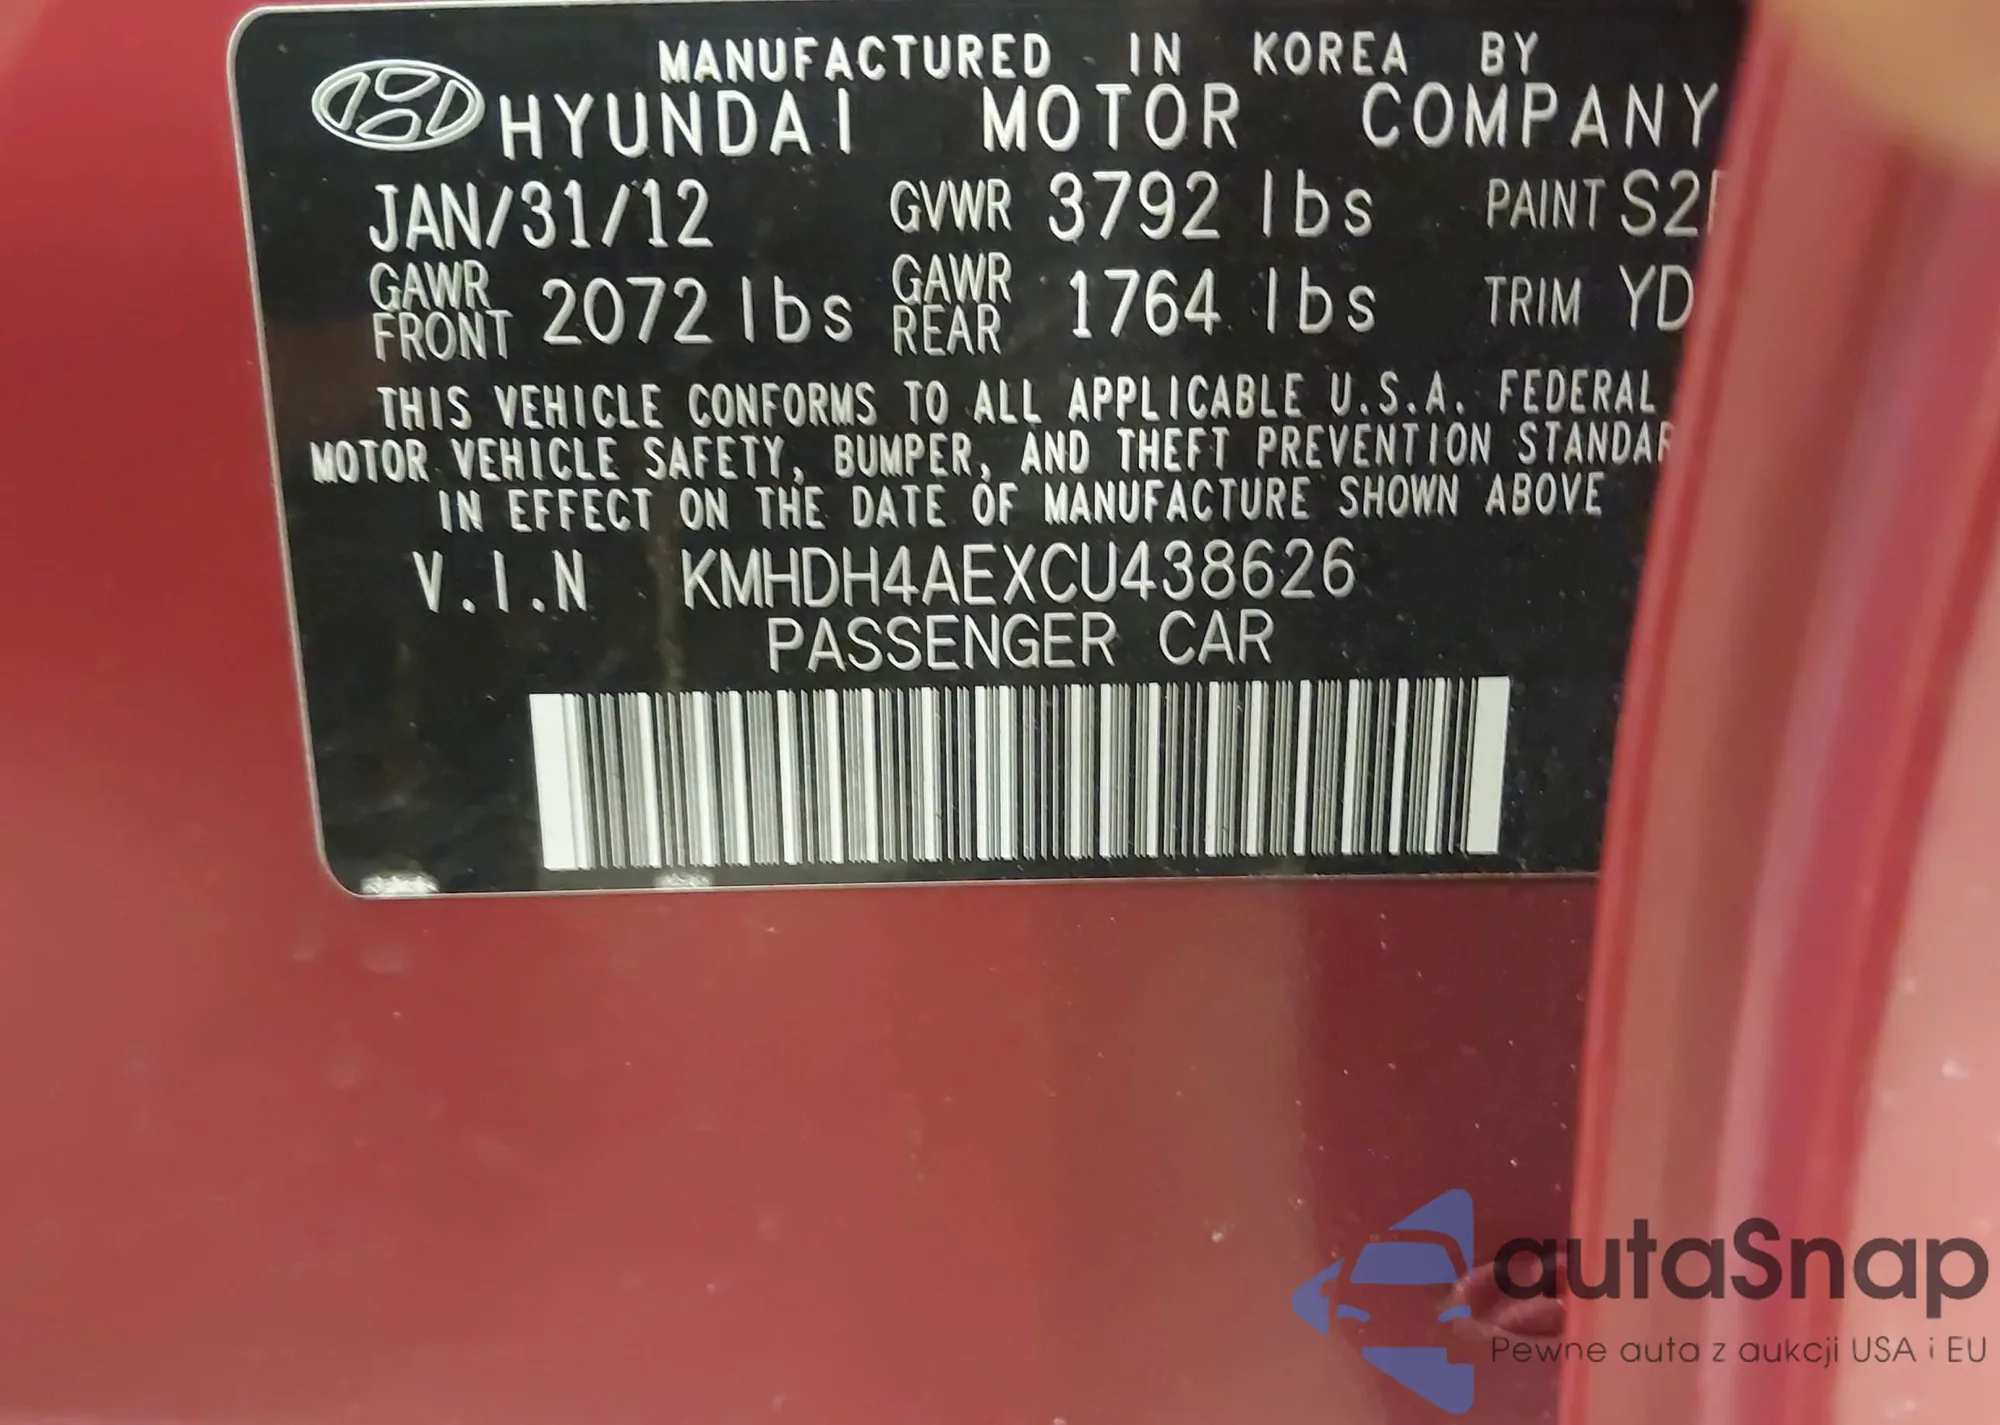 MANUFACTURED IN KOREA BY
HYUNDAI MOTOR COMPANY
JAN/31/12 GVWR 3792 lbs PAINT S2
GAWR FRONT 2072 lbs GAWR REAR 1764 lbs TRIM YD
THIS VEHICLE CONFORMS TO ALL APPLICABLE U.S.A. FEDERAL
MOTOR VEHICLE SAFETY, BUMPER, AND THEFT PREVENTION STANDAR
IN EFFECT ON THE DATE OF MANUFACTURE SHOWN ABOVE
V.I.N KMHDH4AEXCU438626
PASSENGER CAR
autaSnap
Pewne auta z aukcji USA i EU